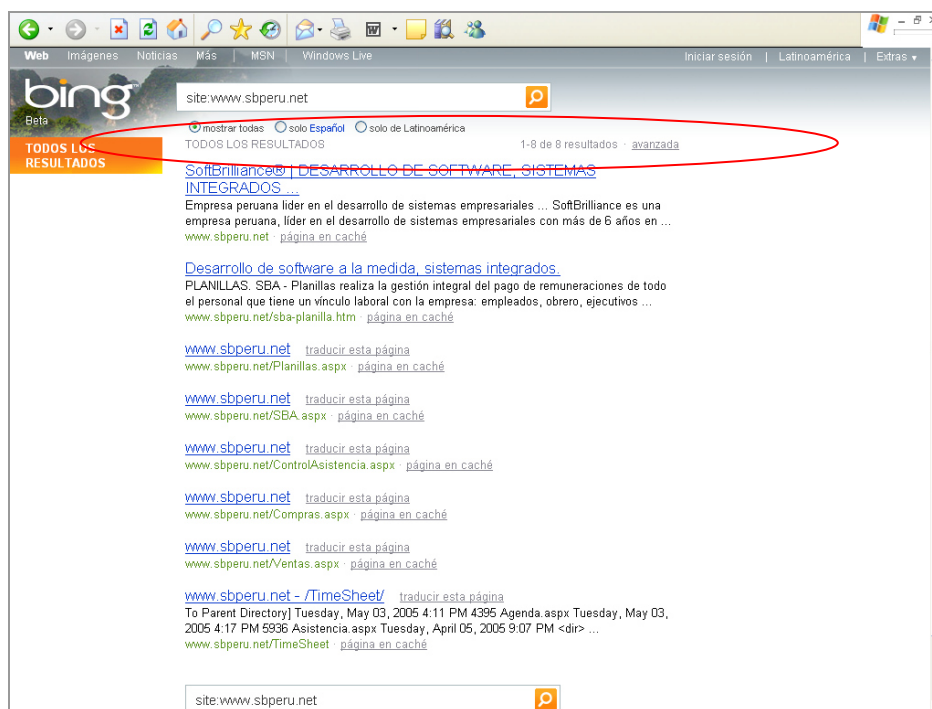 Web Imágenes Noticias Más | MSN | Windows Live Iniciar sesión | Latinoamérica | Extras
bing
Beta
site:www.sbperu.net
mostrar todas solo Español solo de Latinoamérica
TODOS LOS RESULTADOS
TODOS LOS RESULTADOS 1-8 de 8 resultados · avanzada
SoftBrilliance® | DESARROLLO DE SOFTWARE, SISTEMAS
INTEGRADOS ...
Empresa peruana lider en el desarrollo de sistemas empresariales ... SoftBrilliance es una
empresa peruana, líder en el desarrollo de sistemas empresariales con más de 6 años en ...
www.sbperu.net · página en caché
Desarrollo de software a la medida, sistemas integrados.
PLANILLAS. SBA - Planillas realiza la gestión integral del pago de remuneraciones de todo
el personal que tiene un vínculo laboral con la empresa: empleados, obrero, ejecutivos ...
www.sbperu.net/sba-planilla.htm · página en caché
www.sbperu.net traducir esta página
www.sbperu.net/Planillas.aspx · página en caché
www.sbperu.net traducir esta página
www.sbperu.net/SBA.aspx · página en caché
www.sbperu.net traducir esta página
www.sbperu.net/ControlAsistencia.aspx · página en caché
www.sbperu.net traducir esta página
www.sbperu.net/Compras.aspx · página en caché
www.sbperu.net traducir esta página
www.sbperu.net/Ventas.aspx · página en caché
www.sbperu.net - /TimeSheet/ traducir esta página
To Parent Directory] Tuesday, May 03, 2005 4:11 PM 4395 Agenda.aspx Tuesday, May 03,
2005 4:17 PM 5936 Asistencia.aspx Tuesday, April 05, 2005 9:07 PM <dir> ...
www.sbperu.net/TimeSheet · página en caché
site:www.sbperu.net